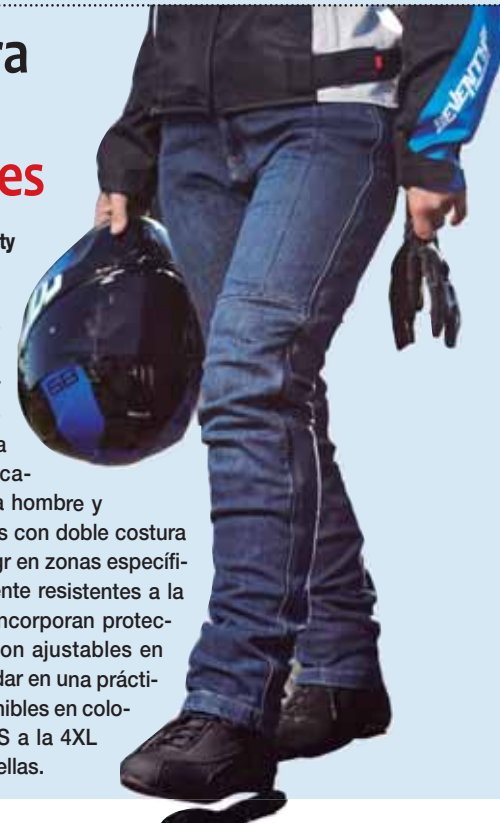 ra
es
ty
a
ca-
a hombre y
s con doble costura
gr en zonas específi-
ente resistentes a la
ncorporan protec-
on ajustables en
dar en una prácti-
nibles en colo-
S a la 4XL
ellas.
SEVENTY
68